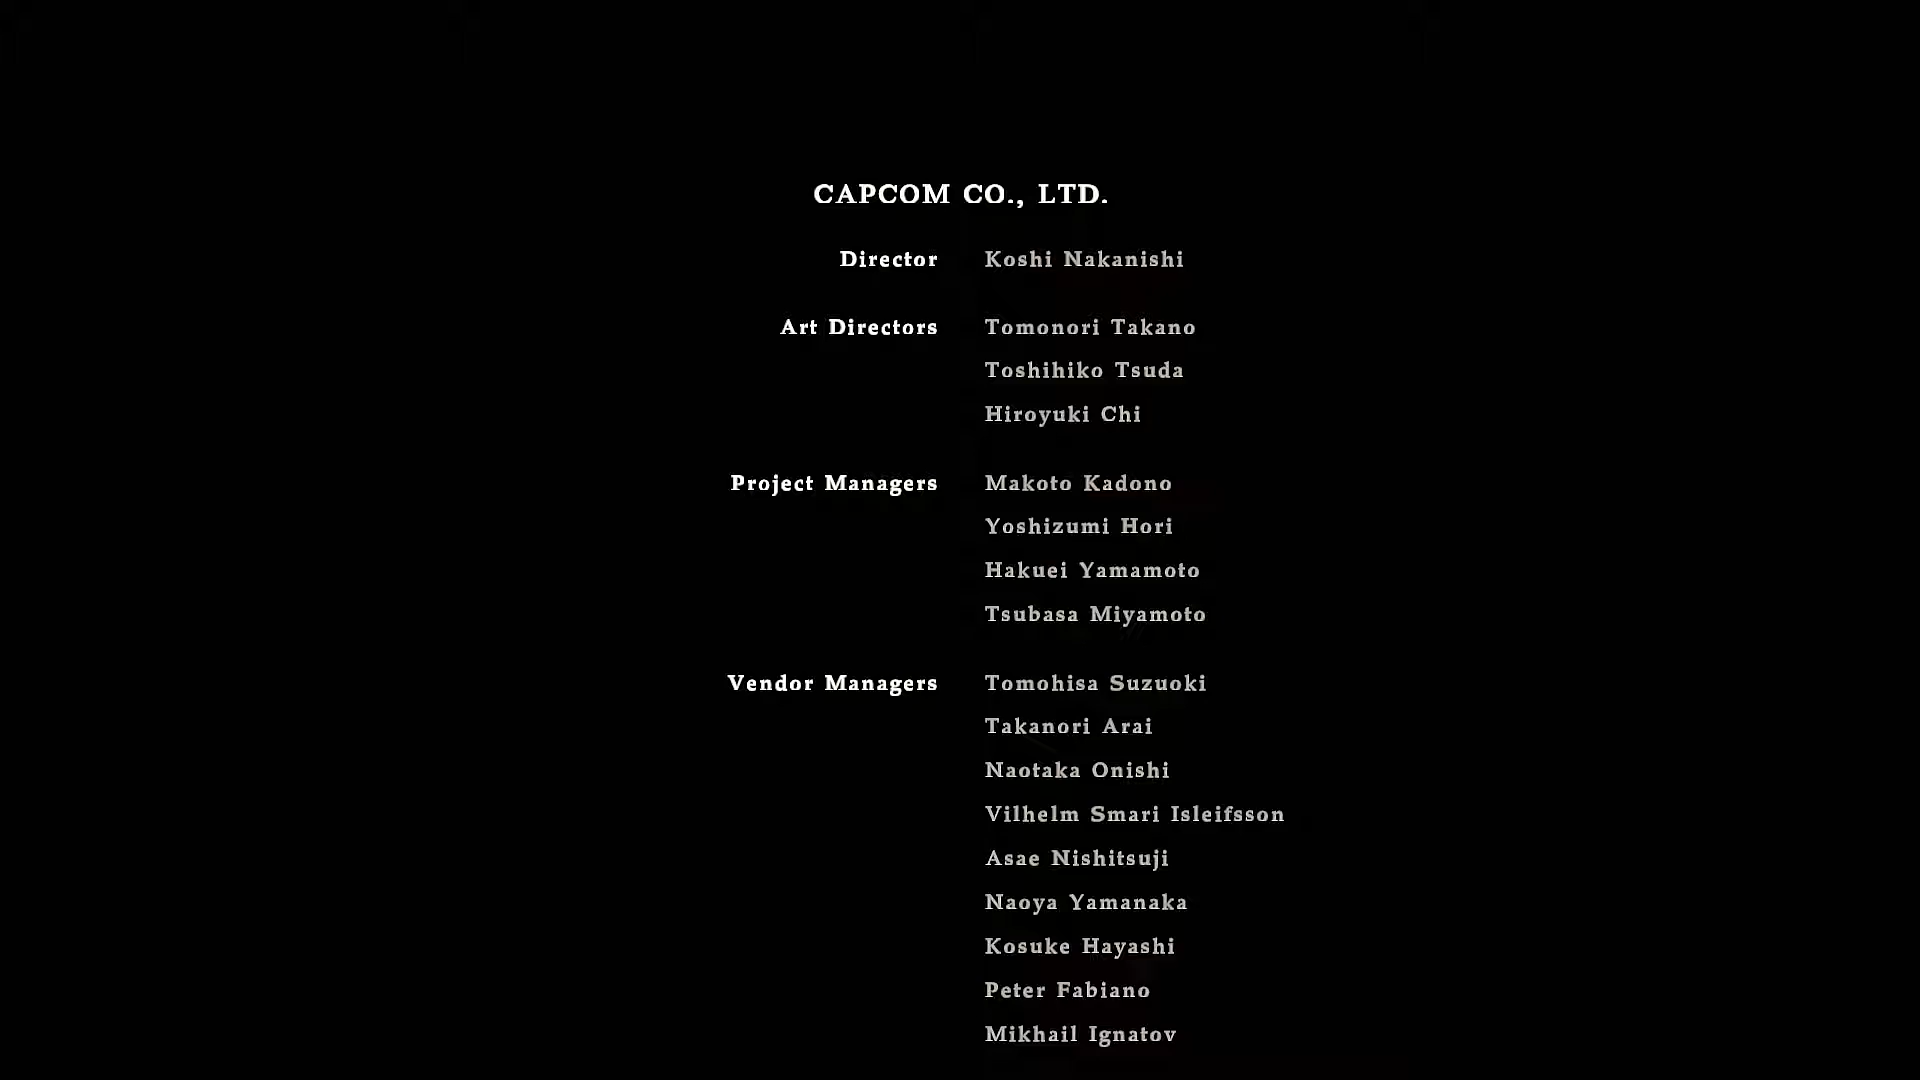 CAPCOM CO., LTD.
Director Koshi Nakanishi
Art Directors Tomonori Takano
Toshihiko Tsuda
Hiroyuki Chi
Project Managers Makoto Kadono
Yoshizumi Hori
Hakuei Yamamoto
Tsubasa Miyamoto
Vendor Managers Tomohisa Suzuoki
Takanori Arai
Naotaka Onishi
Vilhelm Smari Isleifsson
Asae Nishitsuji
Naoya Yamanaka
Kosuke Hayashi
Peter Fabiano
Mikhail Ignatov